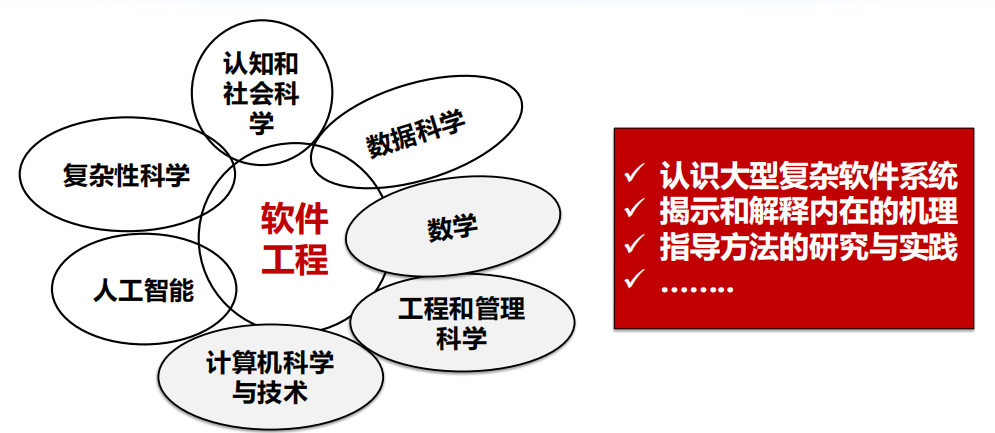 认知和
社会科
学
数据科学
复杂性科学
软件
工程
数学
人工智能
工程和管理
科学
计算机科学
与技术
✓ 认识大型复杂软件系统
✓ 揭示和解释内在的机理
✓ 指导方法的研究与实践
✓ ……..